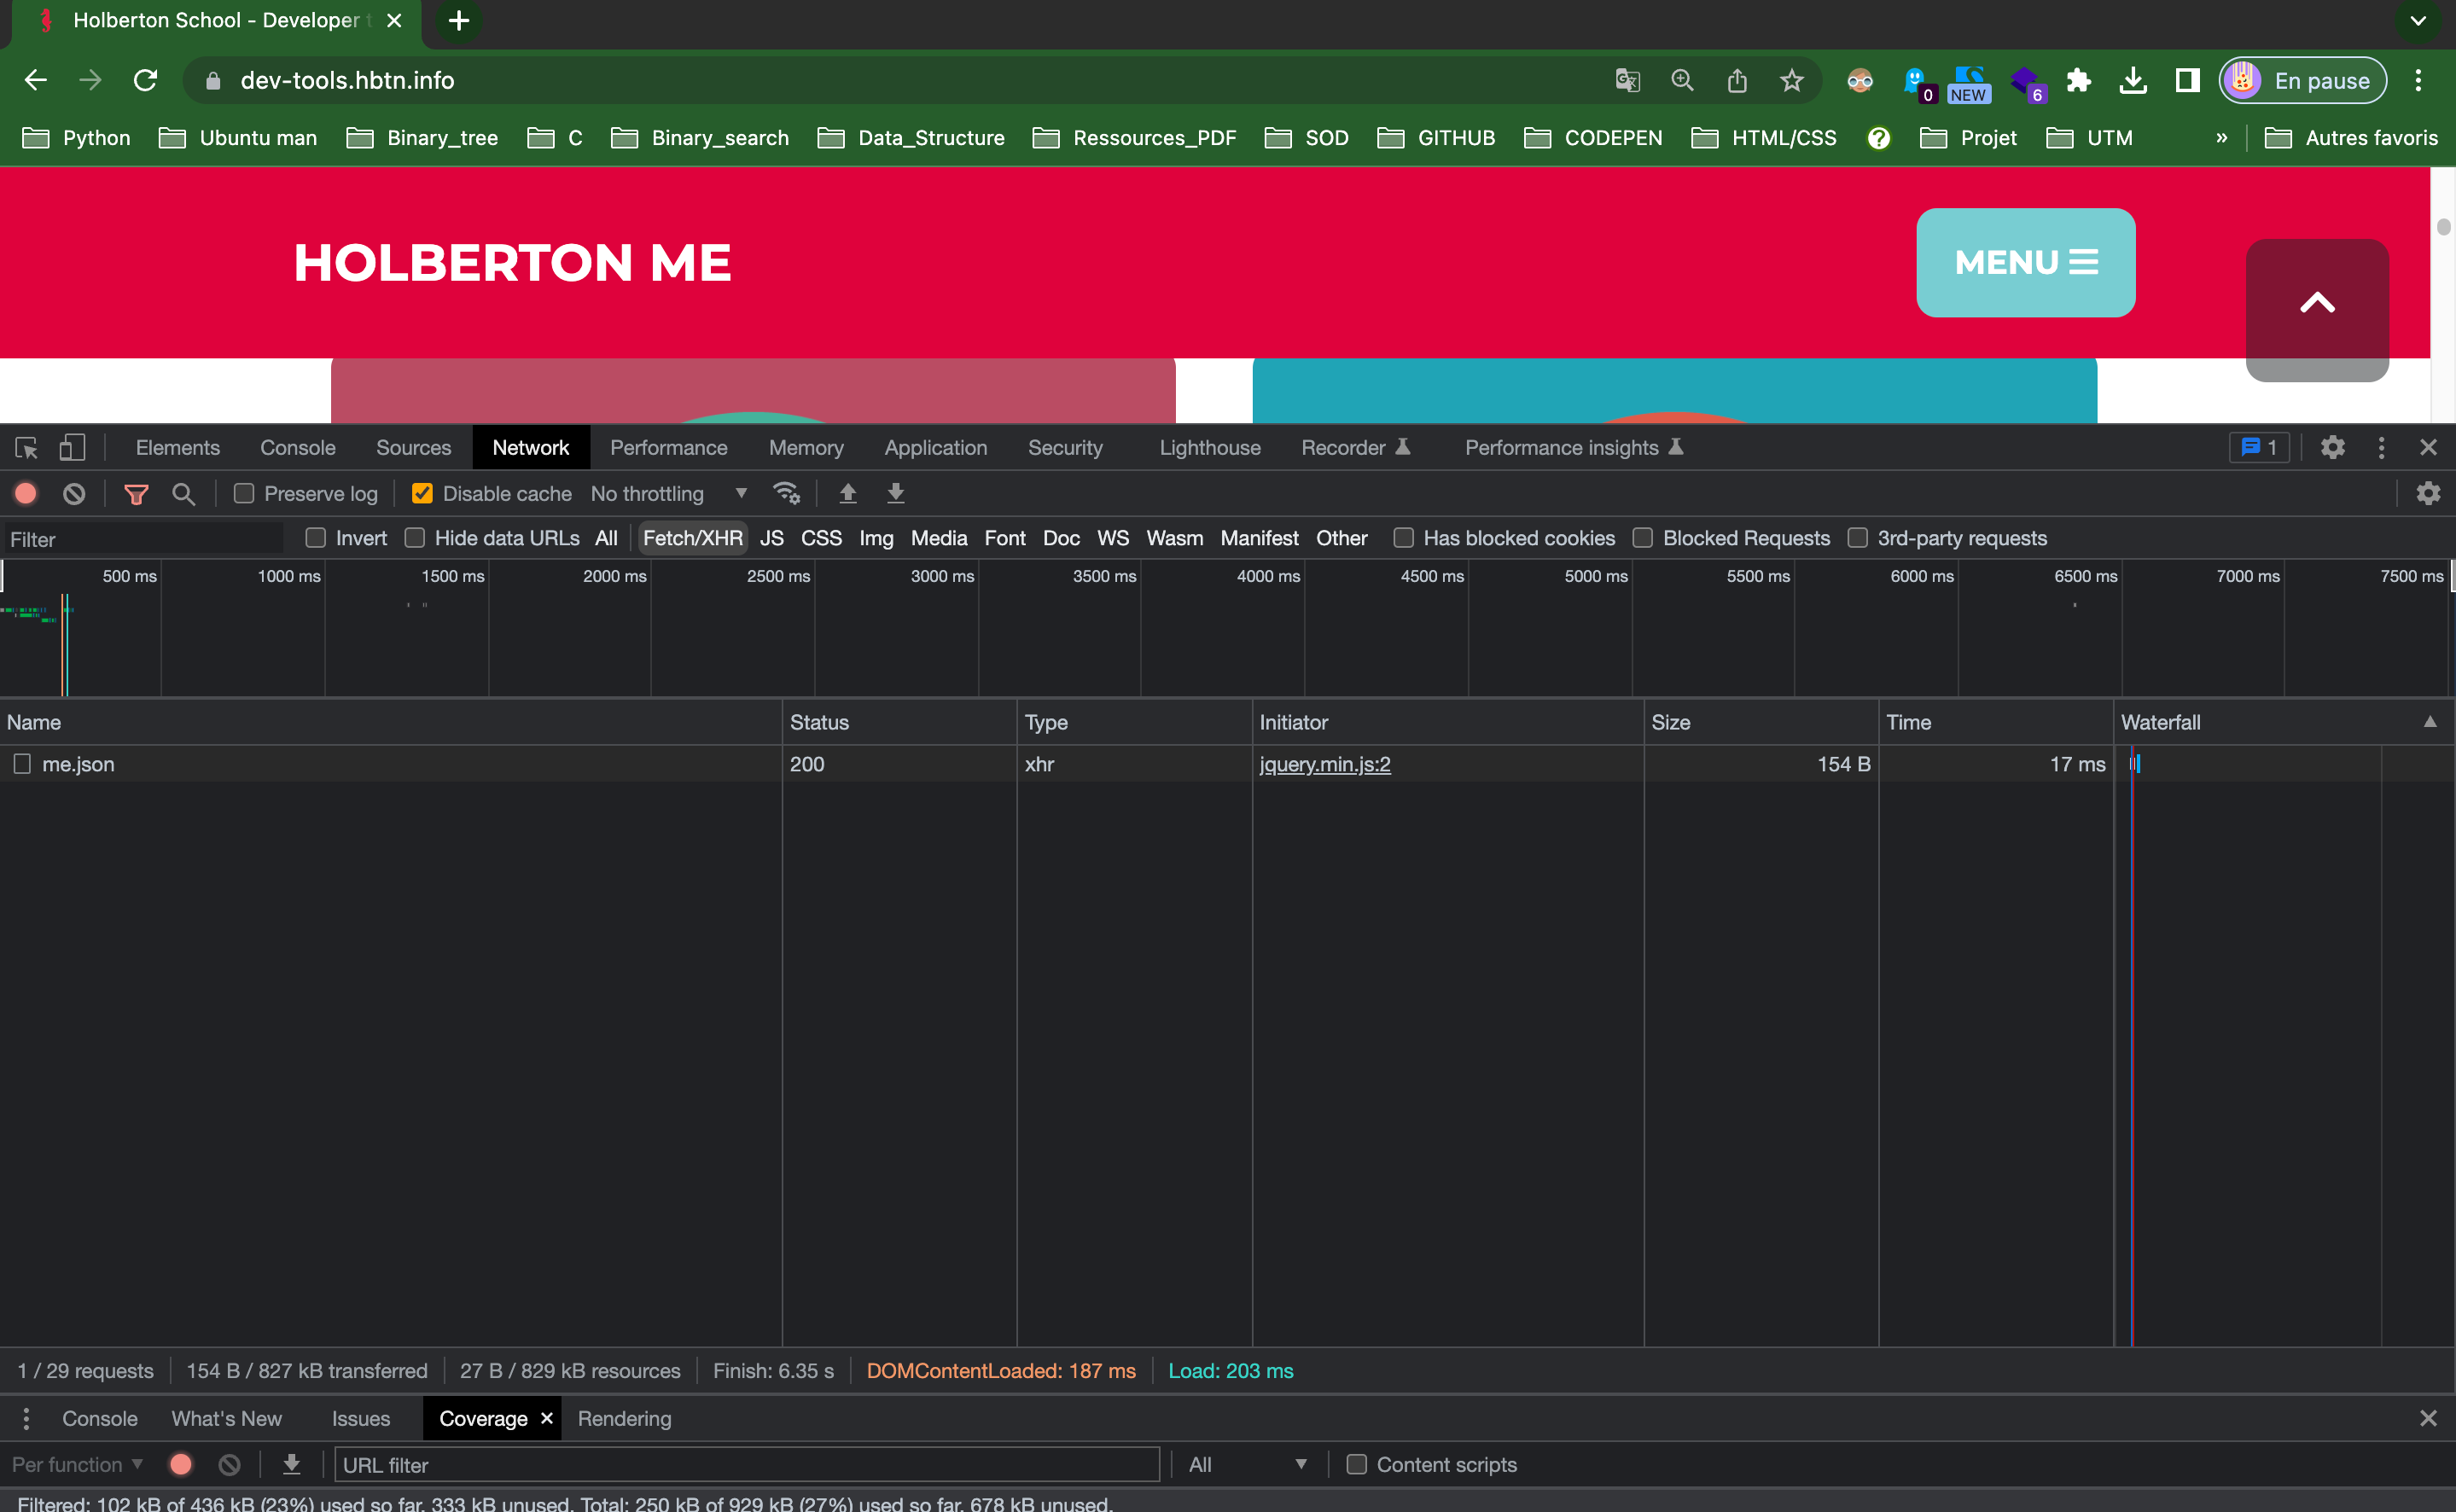 Holberton School - Developer t
dev-tools.hbtn.info
0
NEW
6
En pause
Python Ubuntu man Binary_tree C Binary_search Data_Structure Ressources_PDF SOD GITHUB CODEPEN HTML/CSS Projet UTM » Autres favoris
HOLBERTON ME
MENU
Elements Console Sources Network Performance Memory Application Security Lighthouse Recorder Performance insights 1
Preserve log Disable cache No throttling
Filter Invert Hide data URLs All Fetch/XHR JS CSS Img Media Font Doc WS Wasm Manifest Other Has blocked cookies Blocked Requests 3rd-party requests
500 ms 1000 ms 1500 ms 2000 ms 2500 ms 3000 ms 3500 ms 4000 ms 4500 ms 5000 ms 5500 ms 6000 ms 6500 ms 7000 ms 7500 ms
Name Status Type Initiator Size Time Waterfall
me.json 200 xhr jquery.min.js:2 154 B 17 ms
1 / 29 requests 154 B / 827 kB transferred 27 B / 829 kB resources Finish: 6.35 s DOMContentLoaded: 187 ms Load: 203 ms
Console What's New Issues Coverage Rendering
Per function URL filter All Content scripts
Filtered: 102 kB of 436 kB (23%) used so far, 333 kB unused. Total: 250 kB of 929 kB (27%) used so far, 678 kB unused.